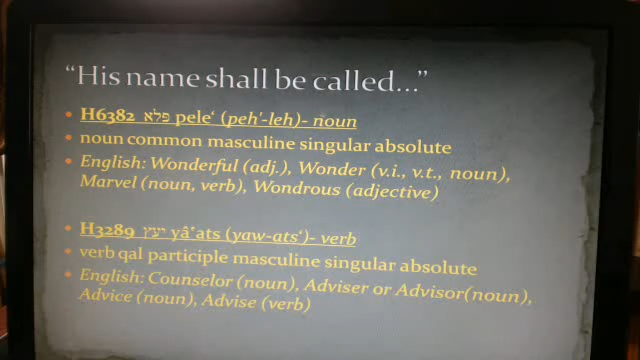 “His name shall be called...”
H6382 פלא pele‘ (peh'-leh)- noun
noun common masculine singular absolute
English: Wonderful (adj.), Wonder (v.i., v.t., noun),
Marvel (noun, verb), Wondrous (adjective)
H3289 יעץ yâ‛ats (yaw-ats‘)- verb
verb qal participle masculine singular absolute
English: Counselor (noun), Adviser or Advisor(noun),
Advice (noun), Advise (verb)